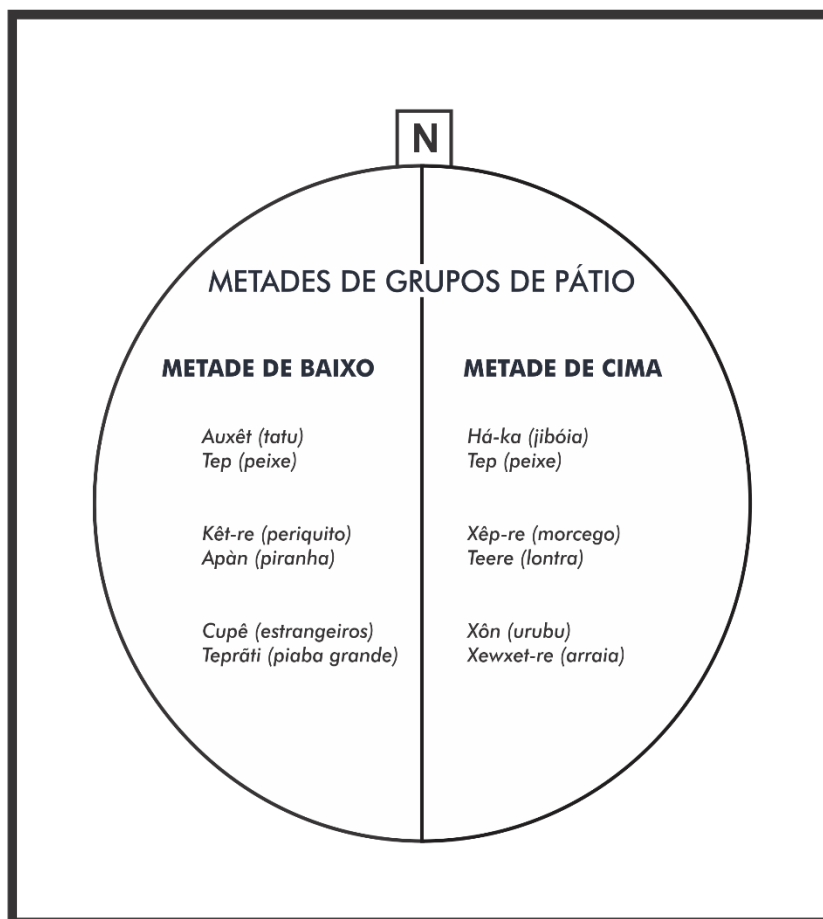 N
METADES DE GRUPOS DE PÁTIO
METADE DE BAIXO
Auxêt (tatu)
Tep (peixe)
Kêt-re (periquito)
Apàn (piranha)
Cupê (estrangeiros)
Teprãti (piaba grande)
METADE DE CIMA
Há-ka (jibóia)
Tep (peixe)
Xêp-re (morcego)
Teere (lontra)
Xôn (urubu)
Xewxet-re (arraia)